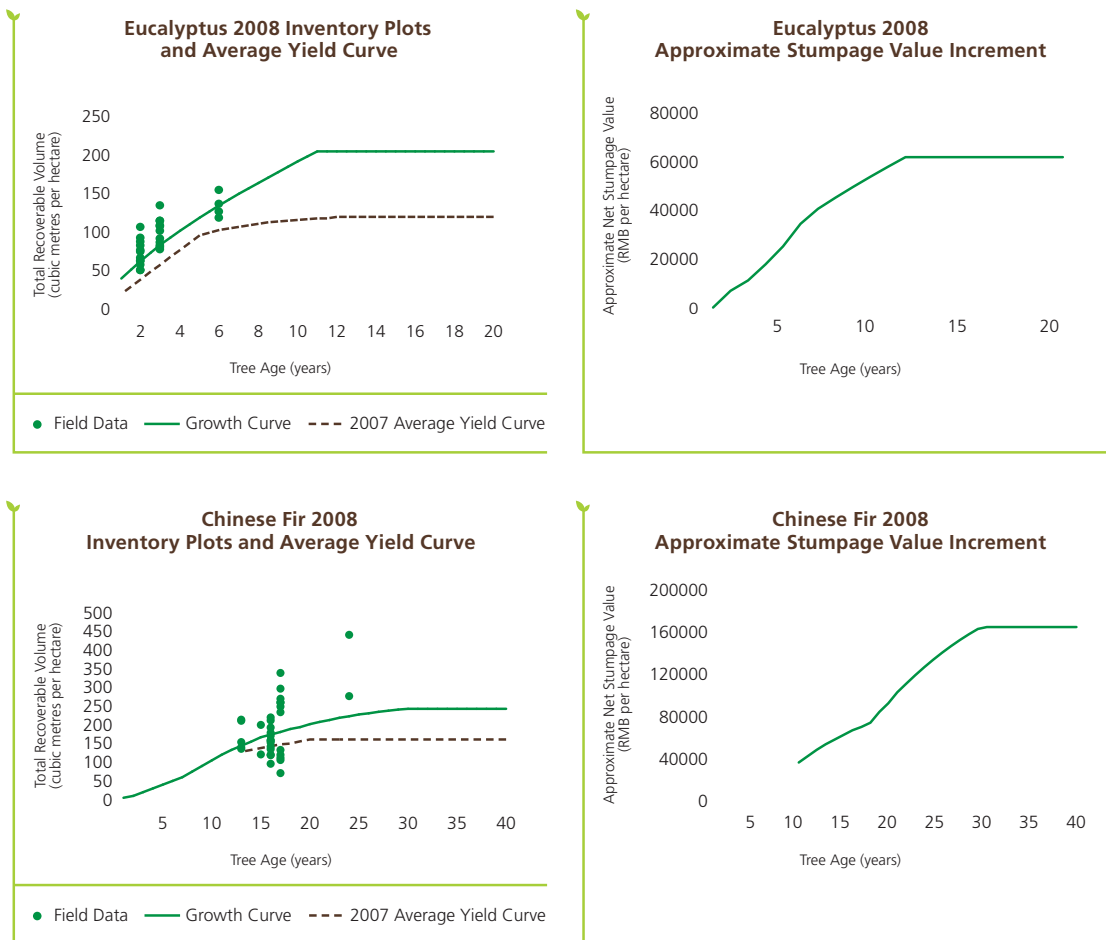 Eucalyptus 2008 Inventory Plots
and Average Yield Curve
Total Recoverable Volume
(cubic metres per hectare)
250
200
150
100
50
0
2 4 6 8 10 12 14 16 18 20
Tree Age (years)
Field Data Growth Curve 2007 Average Yield Curve
Eucalyptus 2008
Approximate Stumpage Value Increment
Approximate Net Stumpage Value
(RMB per hectare)
80000
60000
40000
20000
0
5 10 15 20
Tree Age (years)
Chinese Fir 2008
Inventory Plots and Average Yield Curve
Total Recoverable Volume
(cubic metres per hectare)
500
450
400
350
300
250
200
150
100
50
0
5 10 15 20 25 30 35 40
Tree Age (years)
Field Data Growth Curve 2007 Average Yield Curve
Chinese Fir 2008
Approximate Stumpage Value Increment
Approximate Net Stumpage Value
(RMB per hectare)
200000
160000
120000
80000
40000
0
5 10 15 20 25 30 35 40
Tree Age (years)